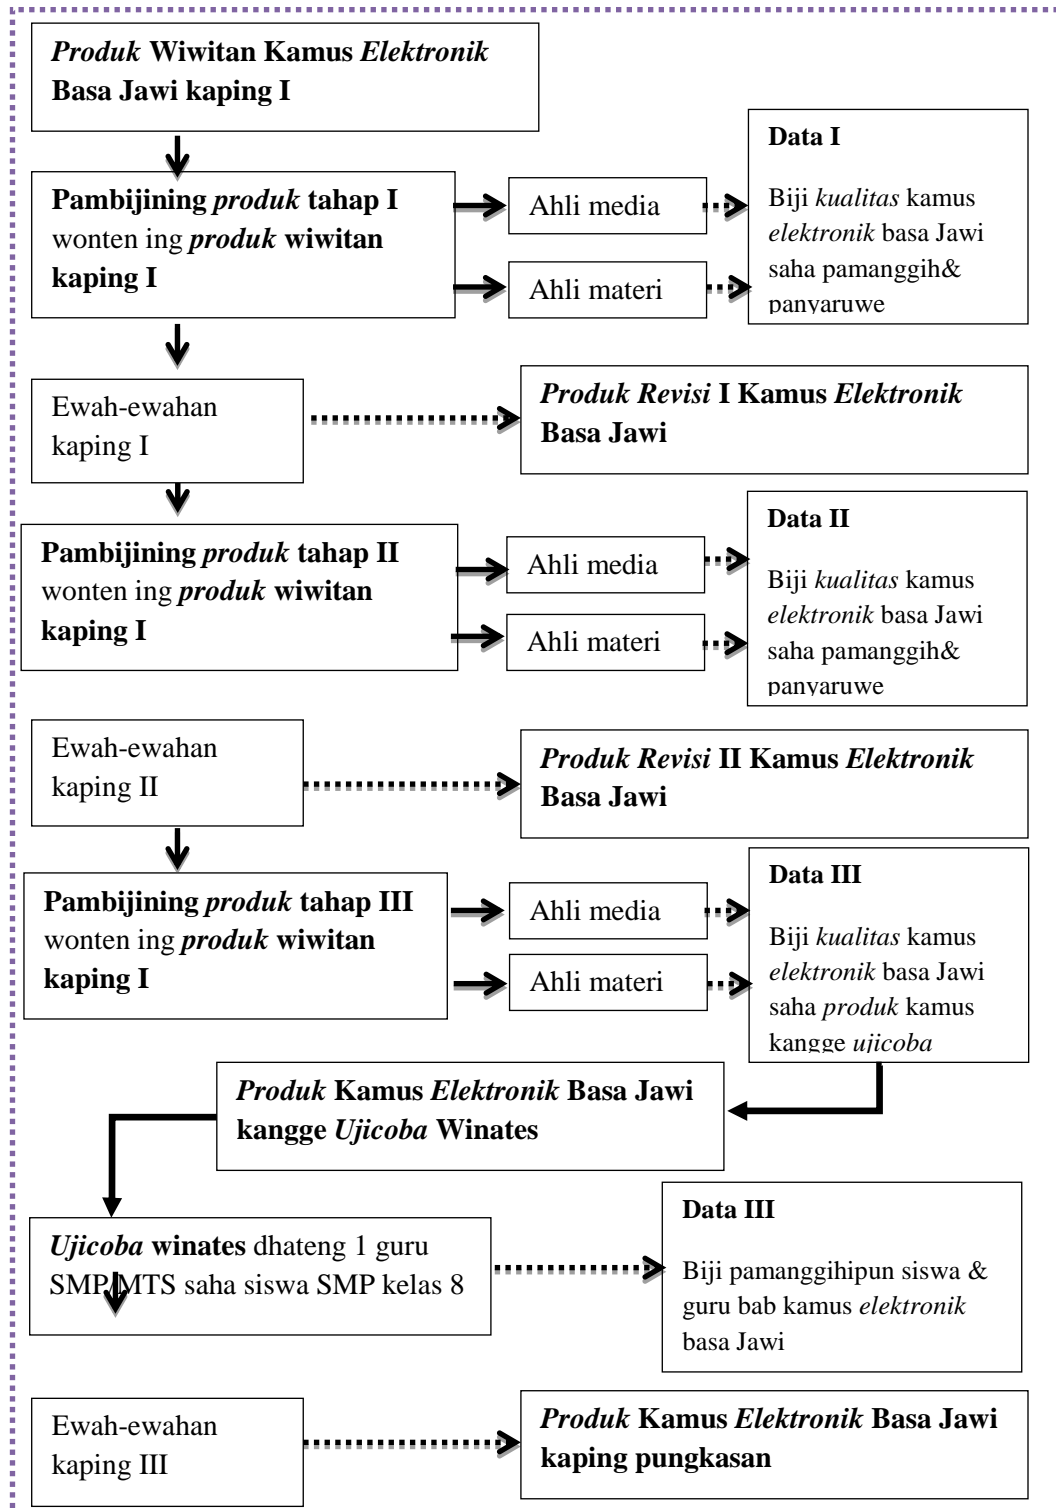 Produk Wiwitan Kamus Elektronik
Basa Jawi kaping I
Pambijining produk tahap I
wonten ing produk wiwitan
kaping I
Ahli media
Ahli materi
Data I
Biji kualitas kamus
elektronik basa Jawi
saha pamanggih&
panyaruwe
Ewah-ewahan
kaping I
Produk Revisi I Kamus Elektronik
Basa Jawi
Pambijining produk tahap II
wonten ing produk wiwitan
kaping I
Ahli media
Ahli materi
Data II
Biji kualitas kamus
elektronik basa Jawi
saha pamanggih&
panyaruwe
Ewah-ewahan
kaping II
Produk Revisi II Kamus Elektronik
Basa Jawi
Pambijining produk tahap III
wonten ing produk wiwitan
kaping I
Ahli media
Ahli materi
Data III
Biji kualitas kamus
elektronik basa Jawi
saha produk kamus
kangge ujicoba
Produk Kamus Elektronik Basa Jawi
kangge Ujicoba Winates
Ujicoba winates dhateng 1 guru
SMP/MTS saha siswa SMP kelas 8
Data III
Biji pamanggihipun siswa &
guru bab kamus elektronik
basa Jawi
Ewah-ewahan
kaping III
Produk Kamus Elektronik Basa Jawi
kaping pungkasan